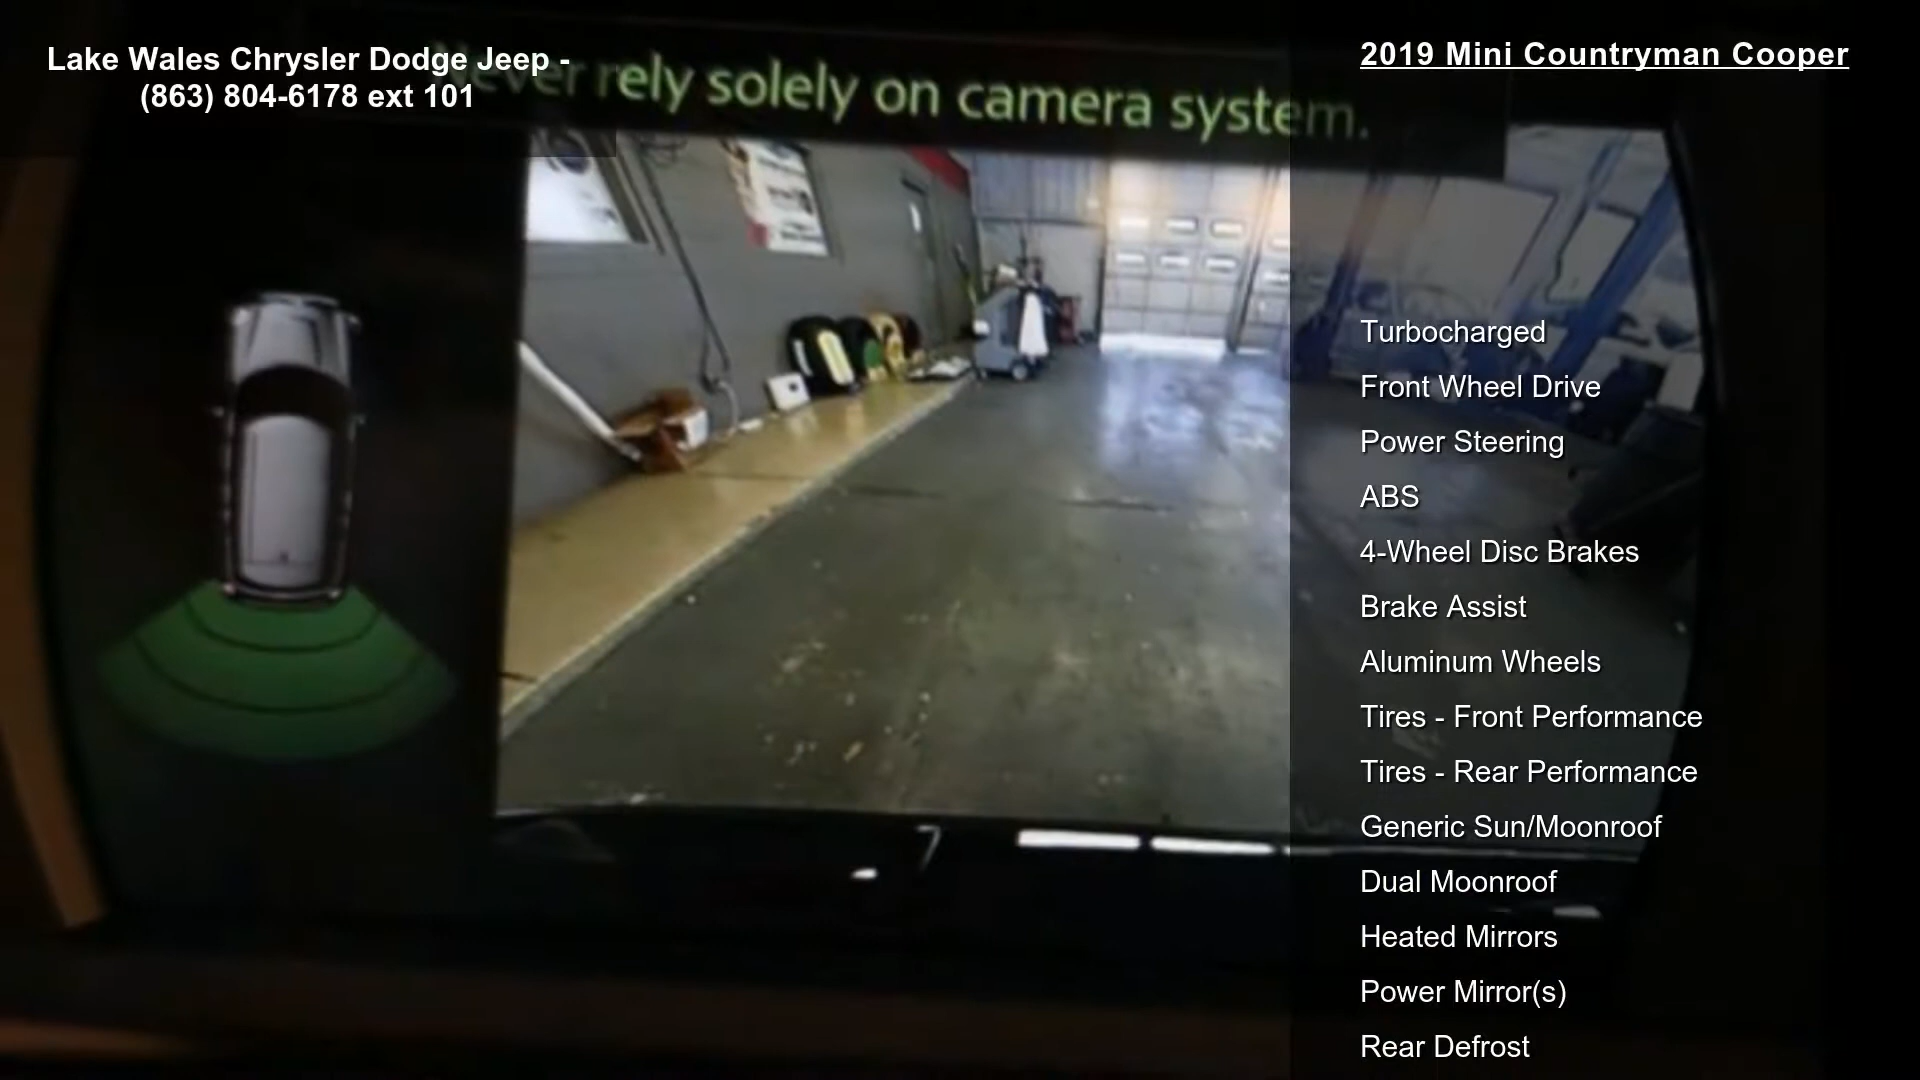 Lake Wales Chrysler Dodge Jeep -
(863) 804-6178 ext 101
Never rely solely on camera system.
2019 Mini Countryman Cooper
Turbocharged
Front Wheel Drive
Power Steering
ABS
4-Wheel Disc Brakes
Brake Assist
Aluminum Wheels
Tires - Front Performance
Tires - Rear Performance
Generic Sun/Moonroof
Dual Moonroof
Heated Mirrors
Power Mirror(s)
Rear Defrost